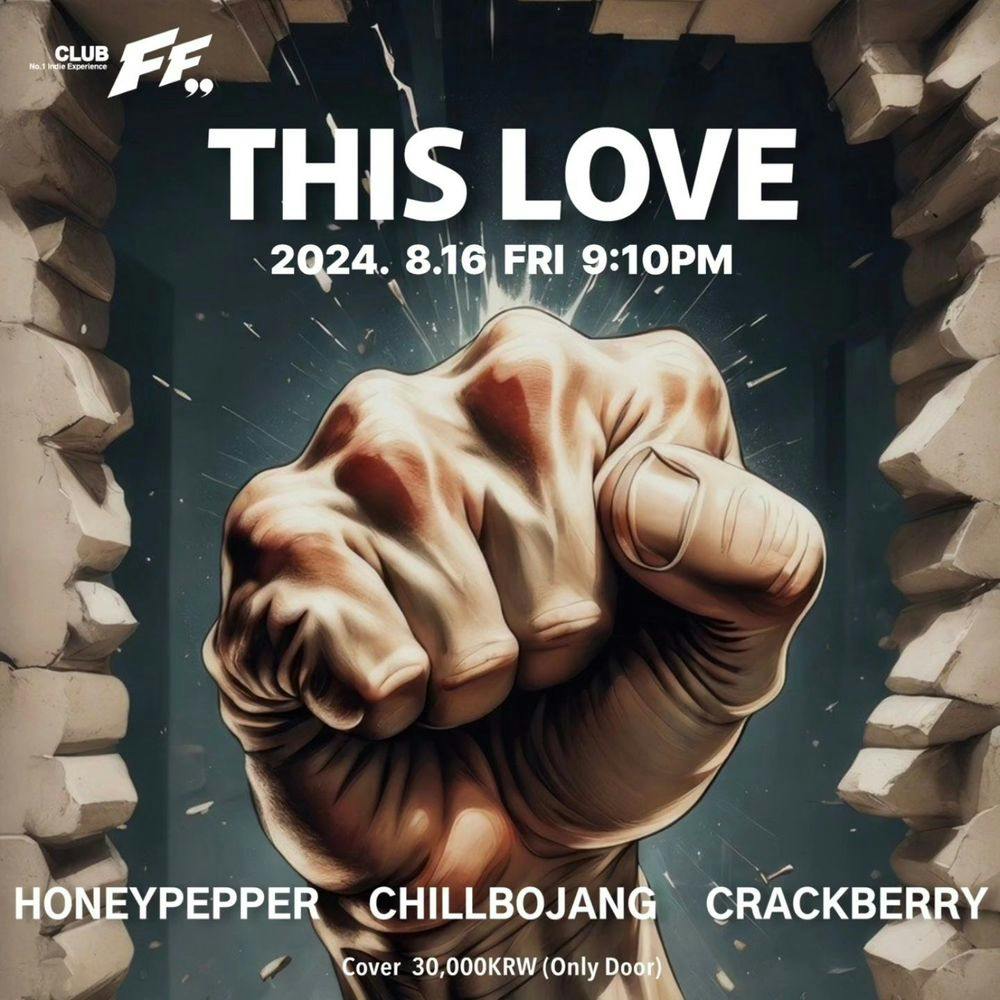 CLUB
No.1 Indie Experience
FF,,
THIS LOVE
2024. 8.16 FRI 9:10PM
HONEYPEPPER CHILLBOJANG CRACKBERRY
Cover 30,000KRW (Only Door)